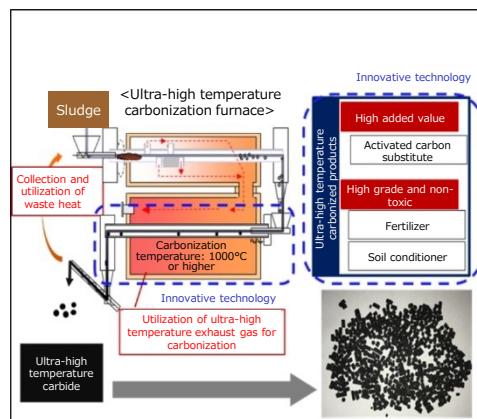 Innovative technology
<Ultra-high temperature
carbonization furnace>
Sludge
High added value
Activated carbon
substitute
High grade and non-
toxic
Fertilizer
Soil conditioner
Ultra-high temperature
carbonized products
Collection and
utilization of
waste heat
Carbonization
temperature: 1000°C
or higher
Innovative technology
Utilization of ultra-high
temperature exhaust gas for
carbonization
Ultra-high
temperature
carbide